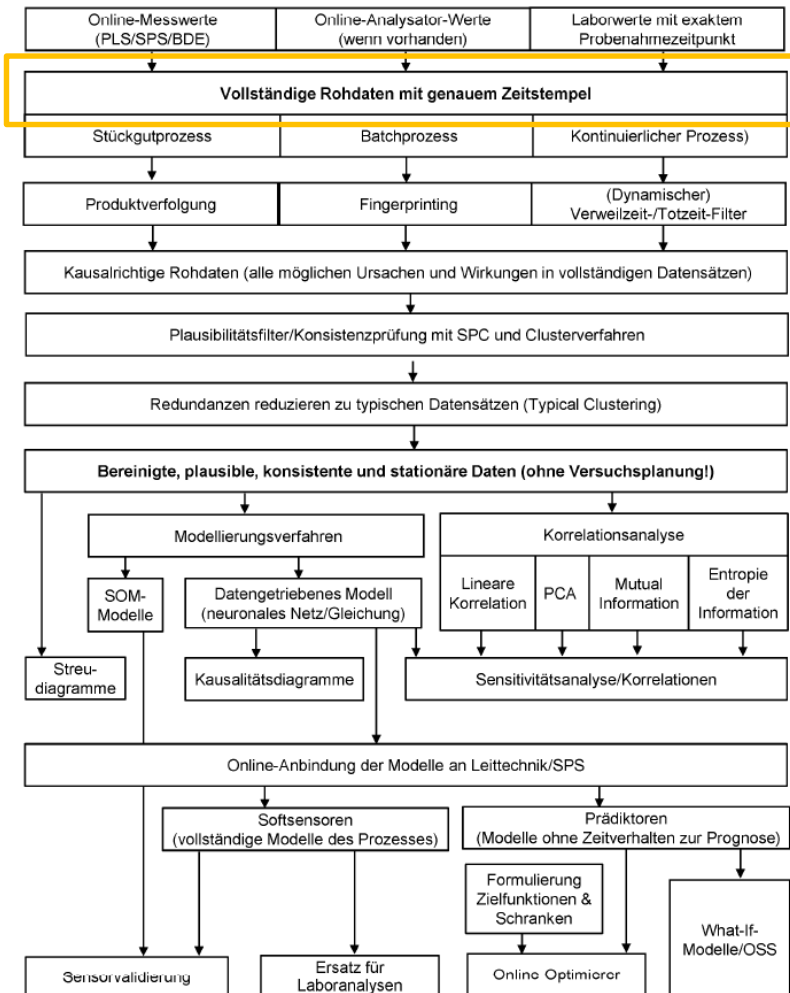 Online-Messwerte
(PLS/SPS/BDE)
Online-Analysator-Werte
(wenn vorhanden)
Laborwerte mit exaktem
Probenahmezeitpunkt
Vollständige Rohdaten mit genauem Zeitstempel
Stückgutprozess
Batchprozess
Kontinuierlicher Prozess)
Produktverfolgung
Fingerprinting
(Dynamischer)
Verweilzeit-/Totzeit-Filter
Kausalrichtige Rohdaten (alle möglichen Ursachen und Wirkungen in vollständigen Datensätzen)
Plausibilitätsfilter/Konsistenzprüfung mit SPC und Clusterverfahren
Redundanzen reduzieren zu typischen Datensätzen (Typical Clustering)
Bereinigte, plausible, konsistente und stationäre Daten (ohne Versuchsplanung!)
Modellierungsverfahren
Korrelationsanalyse
SOM-
Modelle
Datengetriebenes Modell
(neuronales Netz/Gleichung)
Lineare
Korrelation
PCA
Mutual
Information
Entropie
der
Information
Streu-
diagramme
Kausalitätsdiagramme
Sensitivitätsanalyse/Korrelationen
Online-Anbindung der Modelle an Leittechnik/SPS
Softsensoren
(vollständige Modelle des Prozesses)
Prädiktoren
(Modelle ohne Zeitverhalten zur Prognose)
Formulierung
Zielfunktionen &
Schranken
What-If-
Modelle/OSS
Sensorvalidierung
Ersatz für
Laboranalysen
Online Optimierer